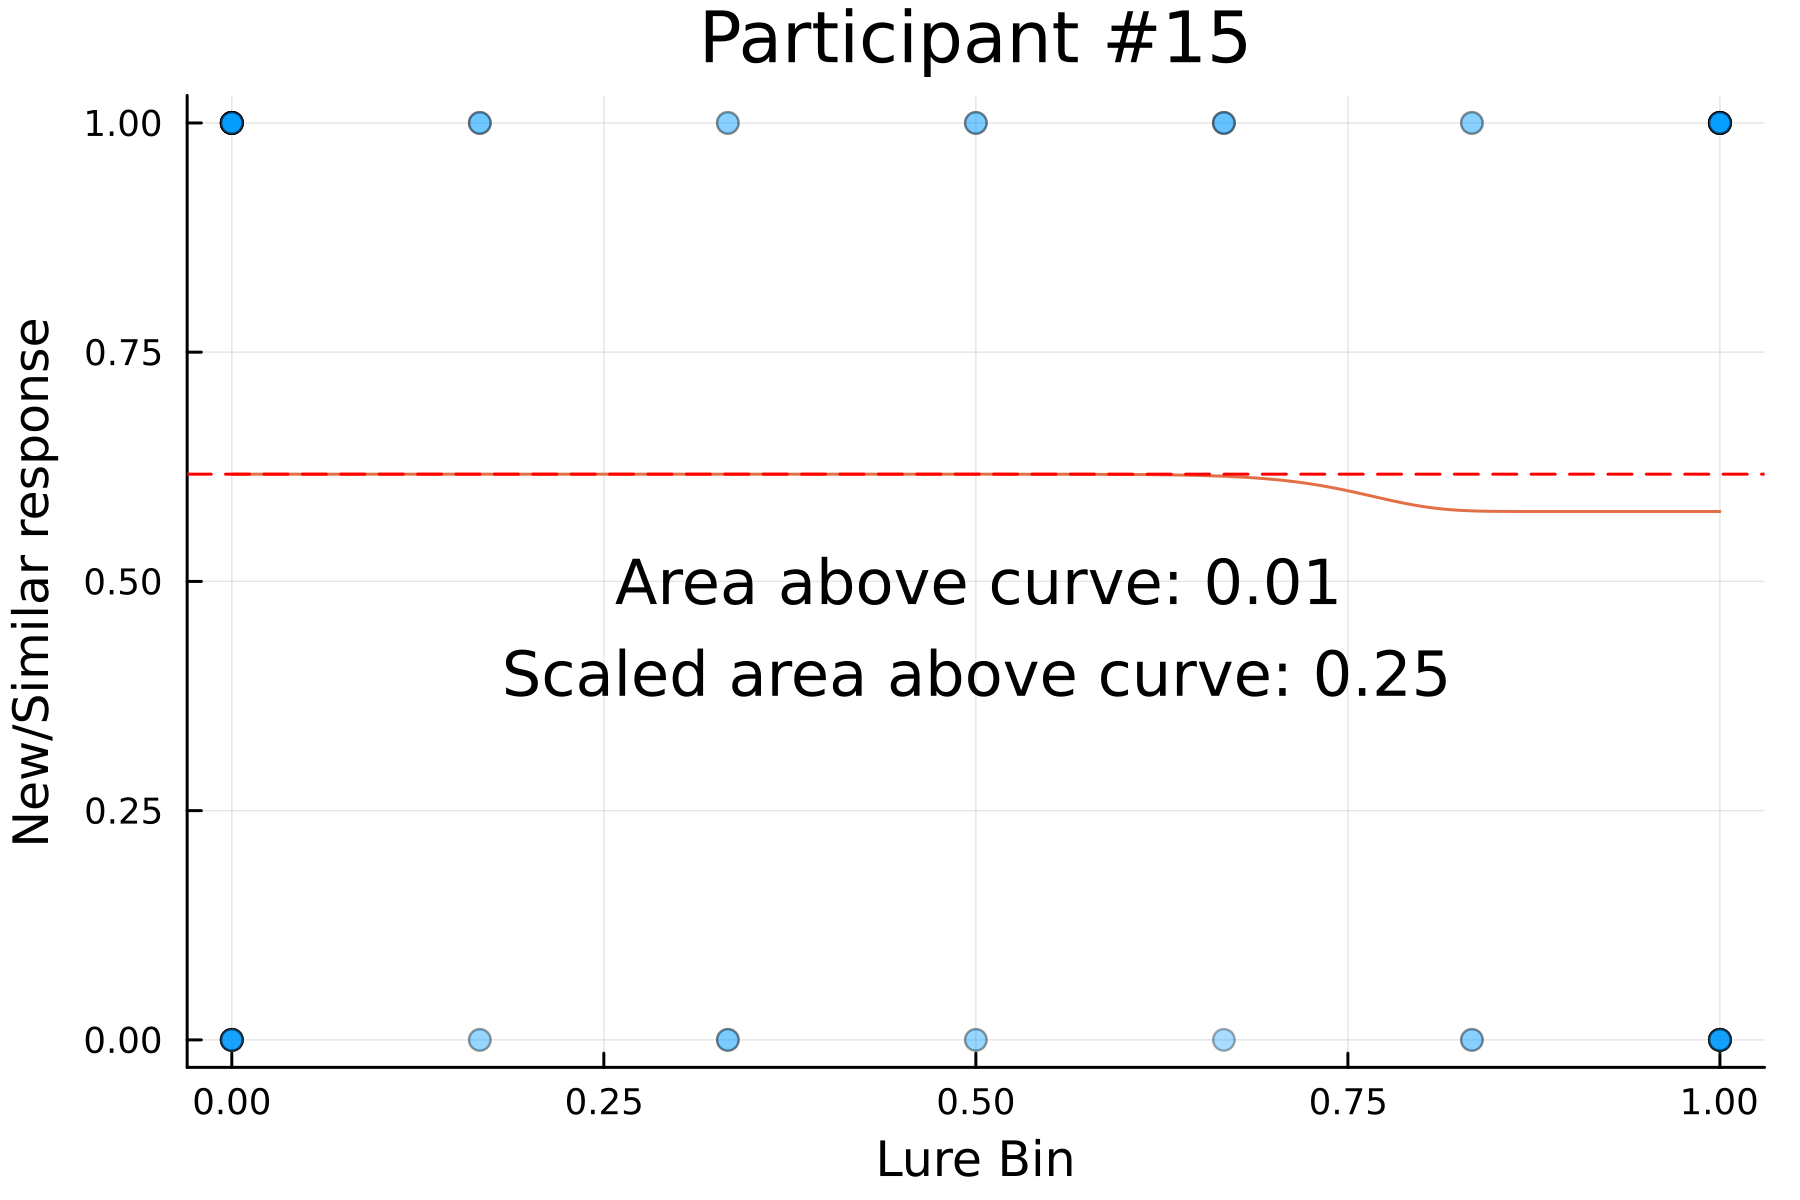 Participant #15
1.00
0.75
0.50
0.25
0.00
New/Similar response
Area above curve: 0.01
Scaled area above curve: 0.25
0.00 0.25 0.50 0.75 1.00
Lure Bin